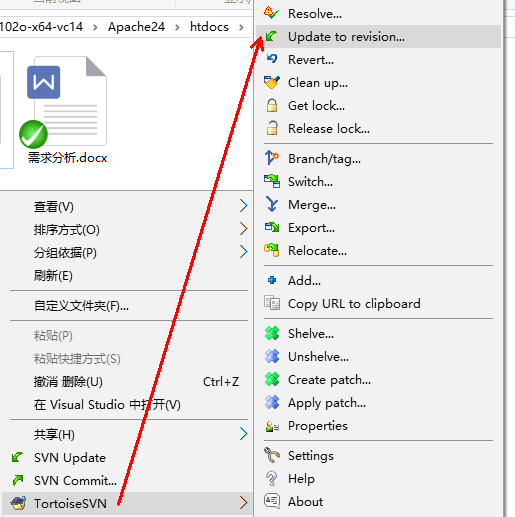 102o-x64-vc14 › Apache24 › htdocs ›
W
需求分析.docx
查看(V)
排序方式(O)
分组依据(P)
刷新(E)
自定义文件夹(F)...
粘贴(P)
粘贴快捷方式(S)
撤消 删除(U) Ctrl+Z
在 Visual Studio 中打开(V)
共享(H)
SVN Update
SVN Commit...
TortoiseSVN
Resolve...
Update to revision...
Revert...
Clean up...
Get lock...
Release lock...
Branch/tag...
Switch...
Merge...
Export...
Relocate...
Add...
Copy URL to clipboard
Shelve...
Unshelve...
Create patch...
Apply patch...
Properties
Settings
Help
About